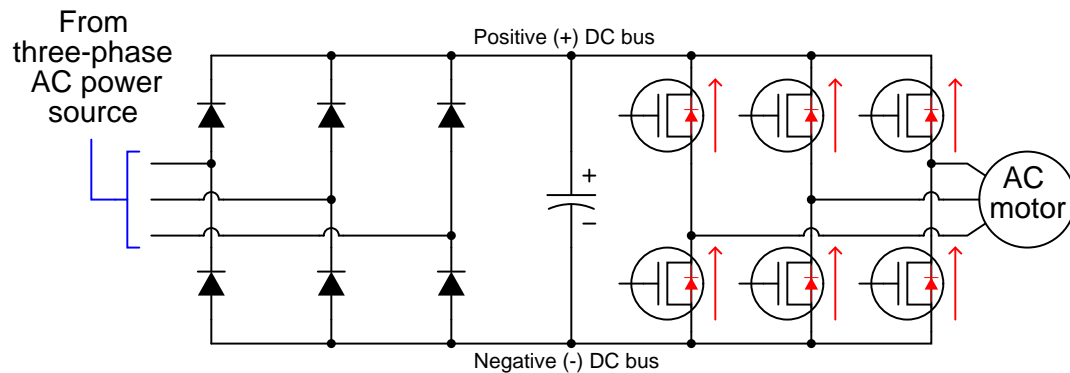 From
three-phase
AC power
source
Positive (+) DC bus
+
−
AC
motor
Negative (-) DC bus